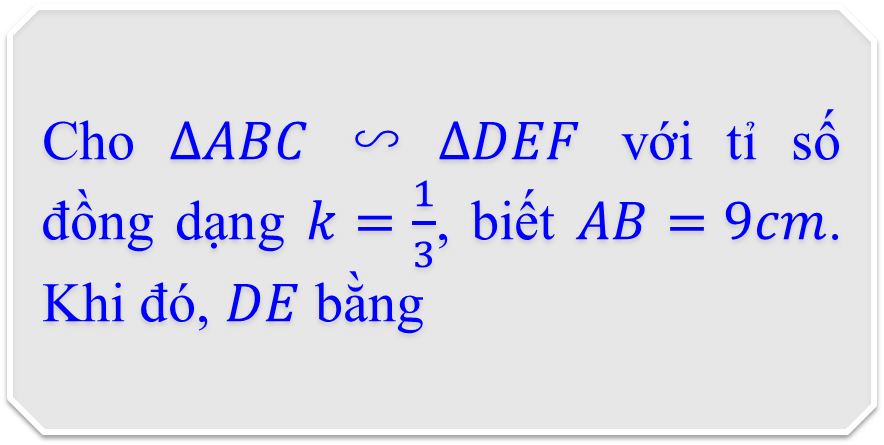 Cho ΔABC ∽ ΔDEF với tỉ số
đồng dạng k = 1/3, biết AB = 9cm.
Khi đó, DE bằng